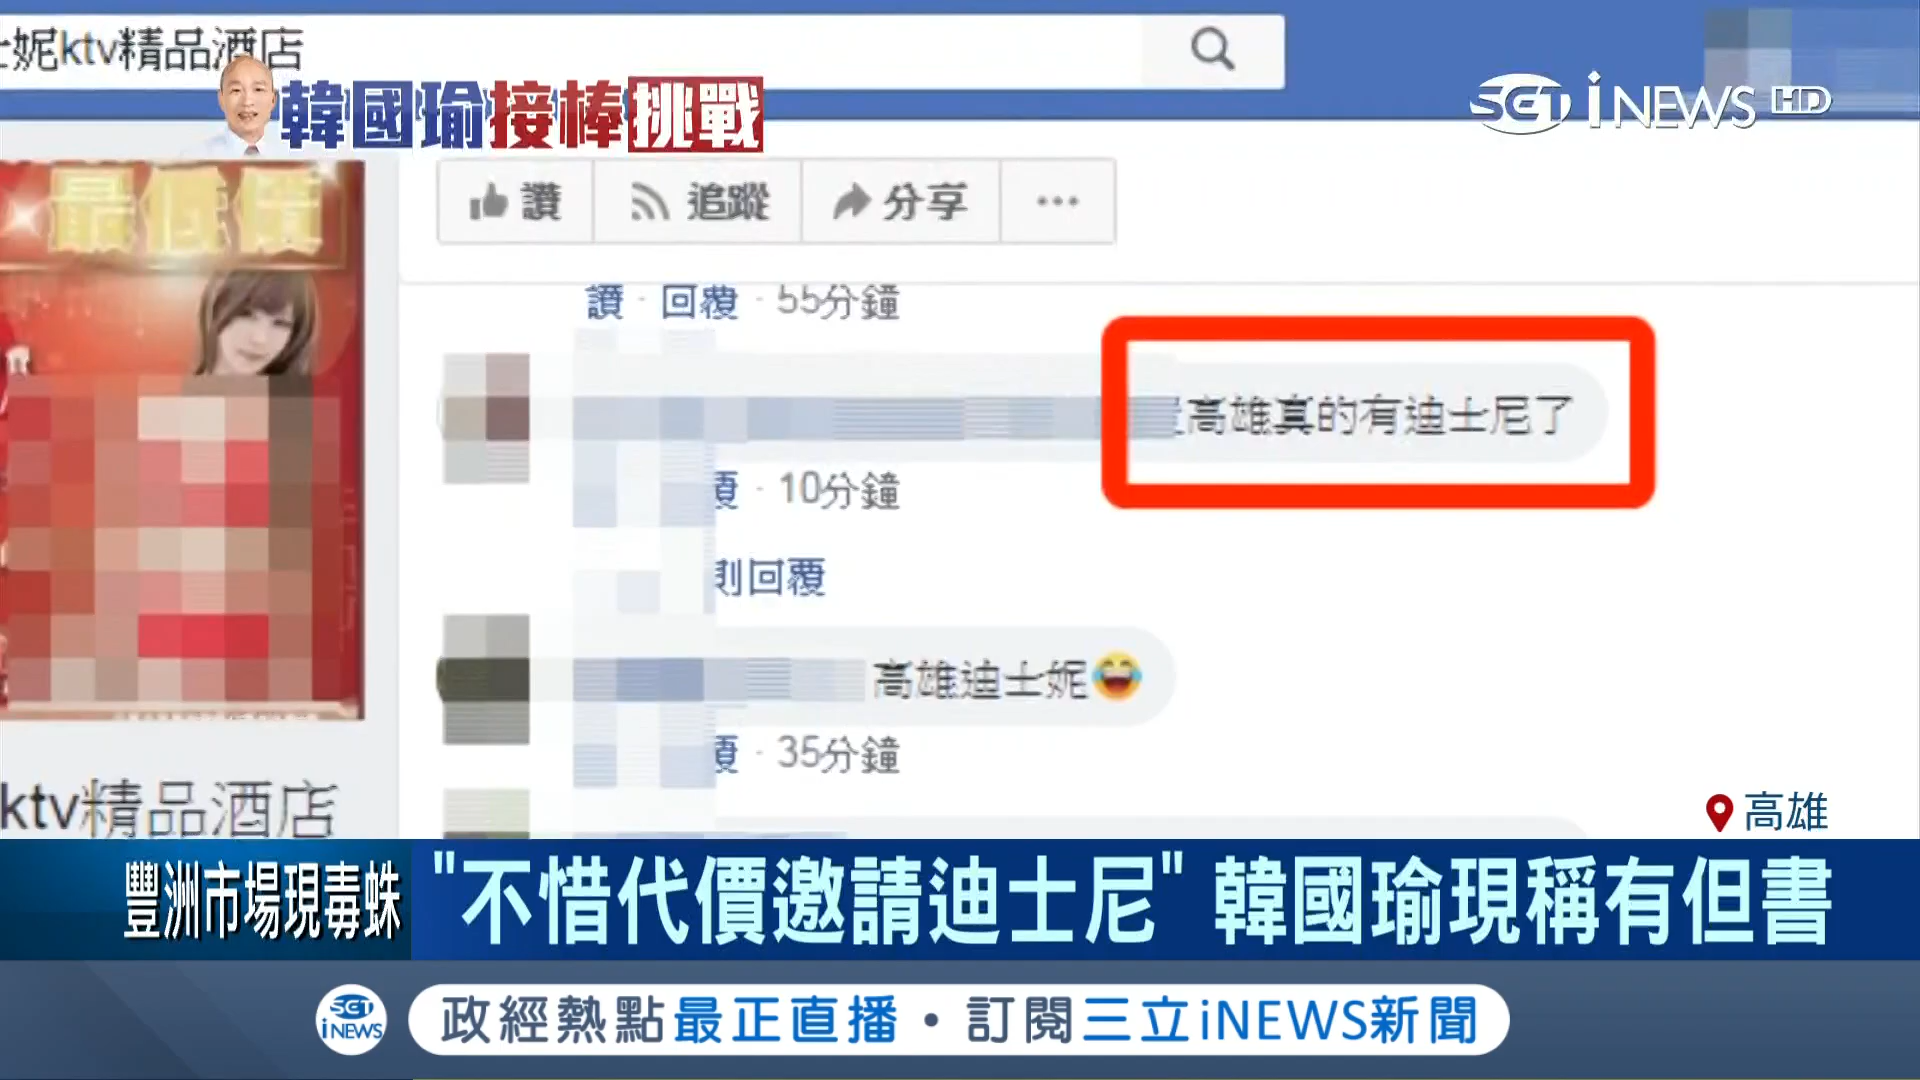 士妮ktv精品酒店
韓國瑜接棒挑戰
SET iNEWS HD
最低價
讚 追蹤 分享 ...
讚 · 回覆 · 55分鐘
高雄真的有迪士尼了
覆 · 10分鐘
則回覆
高雄迪士妮😂
覆 · 35分鐘
ktv精品酒店
高雄
豐洲市場現毒蛛
"不惜代價邀請迪士尼" 韓國瑜現稱有但書
SET iNEWS
政經熱點最正直播・訂閱三立iNEWS新聞